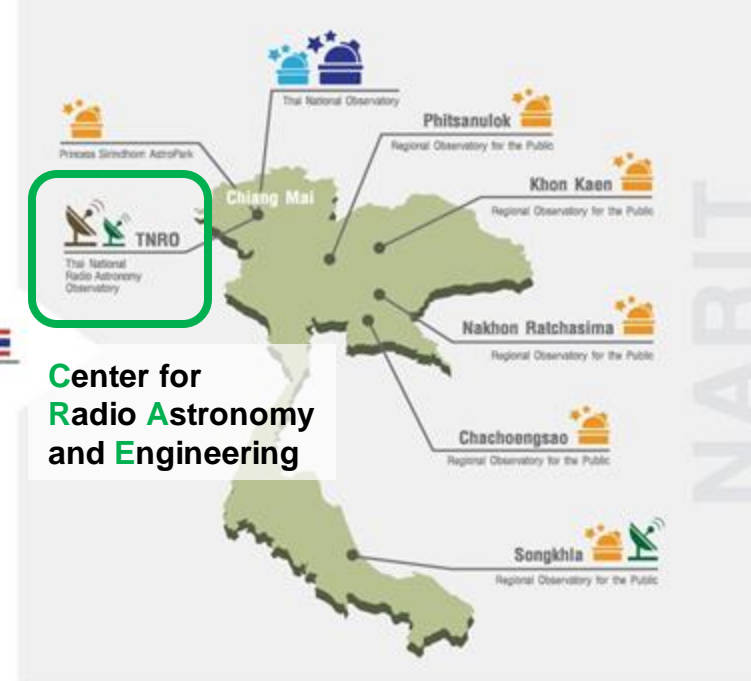 Thai National Observatory
Phitsanulok
Regional Observatory for the Public
Princess Sirindhorn AstroPark
Khon Kaen
Regional Observatory for the Public
Chiang Mai
TNRO
Thai National
Radio Astronomy
Observatory
Nakhon Ratchasima
Regional Observatory for the Public
Center for
Radio Astronomy
and Engineering
Chachoengsao
Regional Observatory for the Public
Songkhla
Regional Observatory for the Public
NABIT